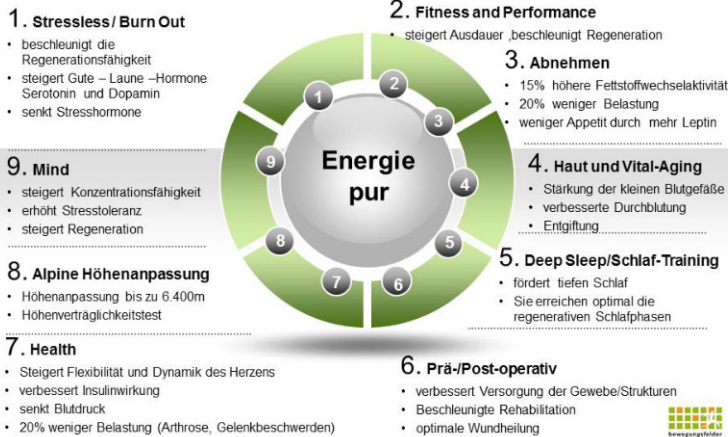 1. Stressless / Burn Out
• beschleunigt die
Regenerationsfähigkeit
• steigert Gute – Laune –Hormone
Serotonin und Dopamin
• senkt Stresshormone
2. Fitness and Performance
• steigert Ausdauer ,beschleunigt Regeneration
3. Abnehmen
• 15% höhere Fettstoffwechselaktivität
• 20% weniger Belastung
• weniger Appetit durch mehr Leptin
4. Haut und Vital-Aging
• Stärkung der kleinen Blutgefäße
• verbesserte Durchblutung
• Entgiftung
5. Deep Sleep/Schlaf-Training
• fördert tiefen Schlaf
• Sie erreichen optimal die
regenerativen Schlafphasen
6. Prä-/Post-operativ
• verbessert Versorgung der Gewebe/Strukturen
• Beschleunigte Rehabilitation
• optimale Wundheilung
7. Health
• Steigert Flexibilität und Dynamik des Herzens
• verbessert Insulinwirkung
• senkt Blutdruck
• 20% weniger Belastung (Arthrose, Gelenkbeschwerden)
8. Alpine Höhenanpassung
• Höhenanpassung bis zu 6.400m
• Höhenverträglichkeitstest
9. Mind
• steigert Konzentrationsfähigkeit
• erhöht Stresstoleranz
• steigert Regeneration
Energie
pur
1
2
3
4
5
6
7
8
9
bewegungsfelder